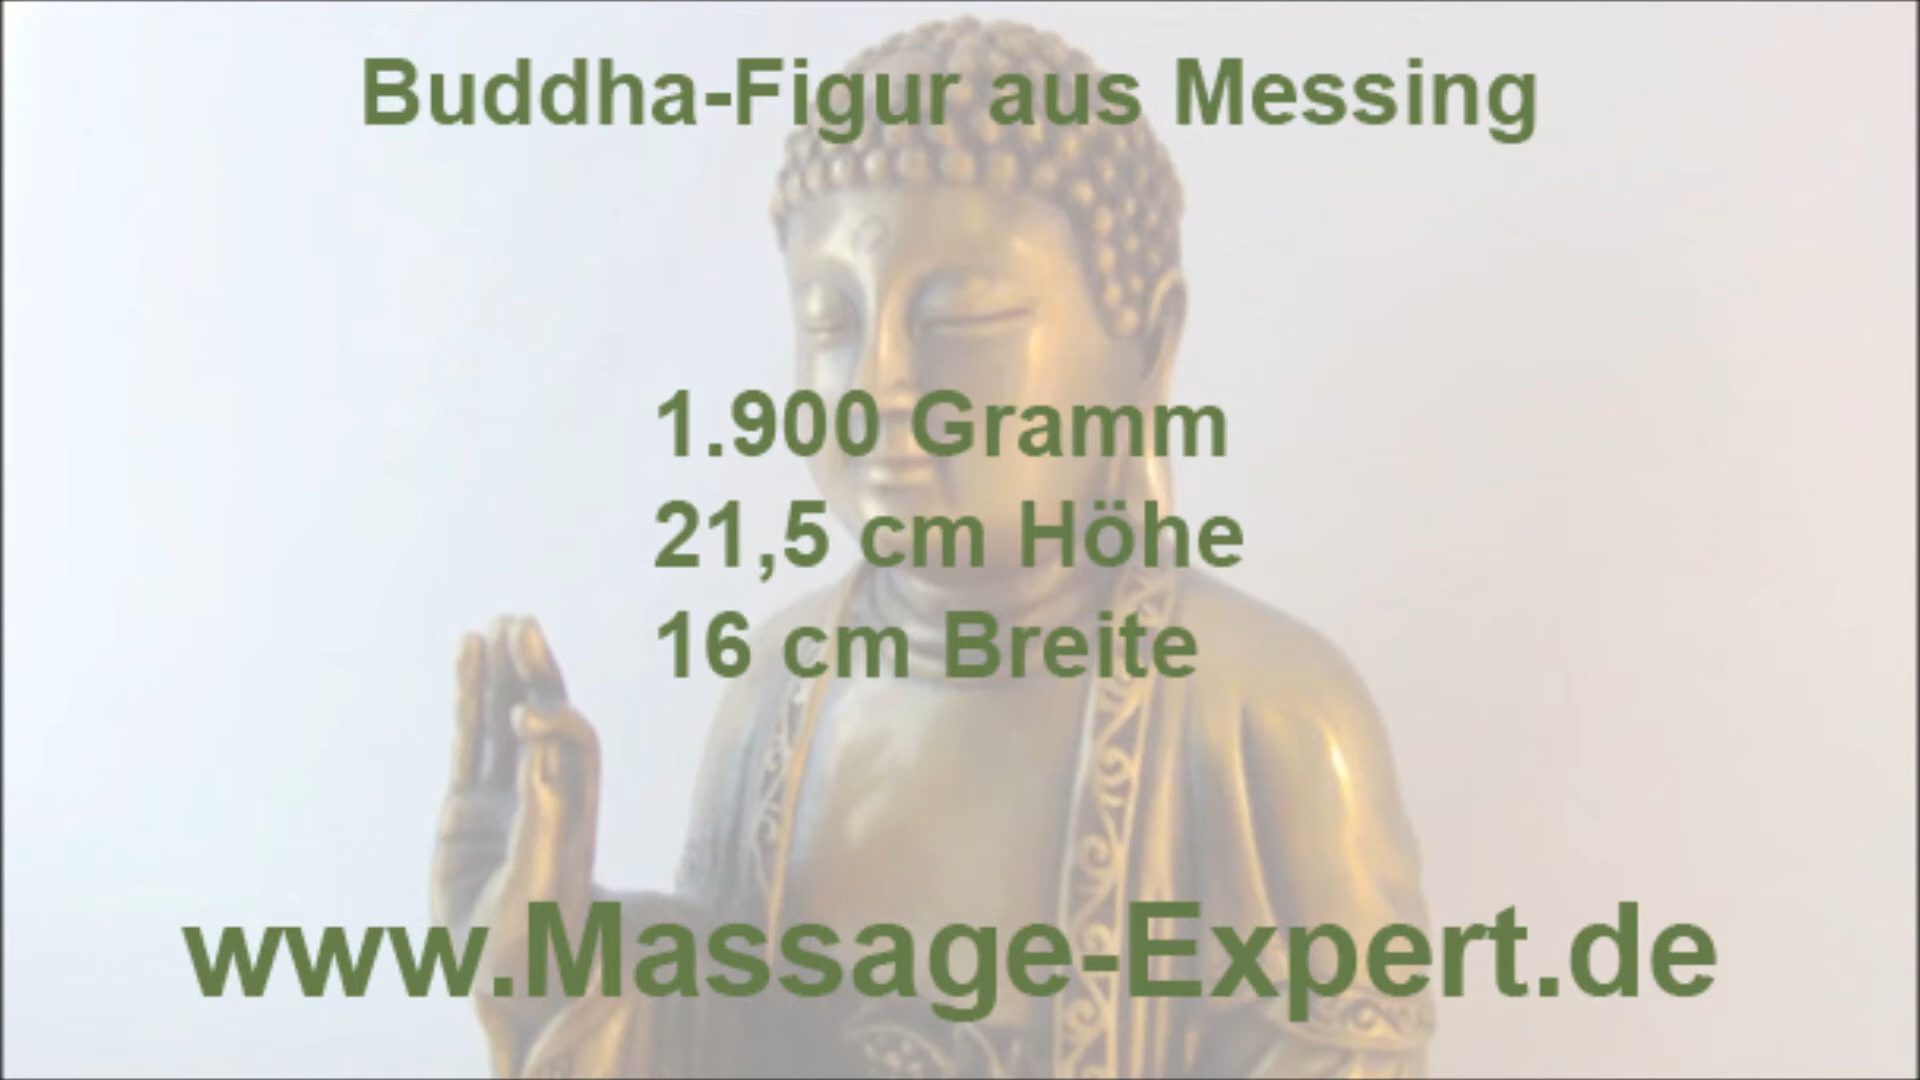 Buddha-Figur aus Messing
1.900 Gramm
21,5 cm Höhe
16 cm Breite
www.Massage-Expert.de